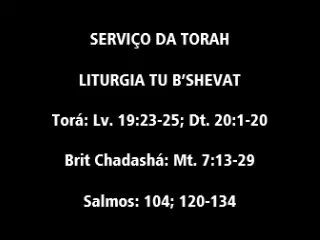 SERVIÇO DA TORAH
LITURGIA TU B'SHEVAT
Torá: Lv. 19:23-25; Dt. 20:1-20
Brit Chadashá: Mt. 7:13-29
Salmos: 104; 120-134